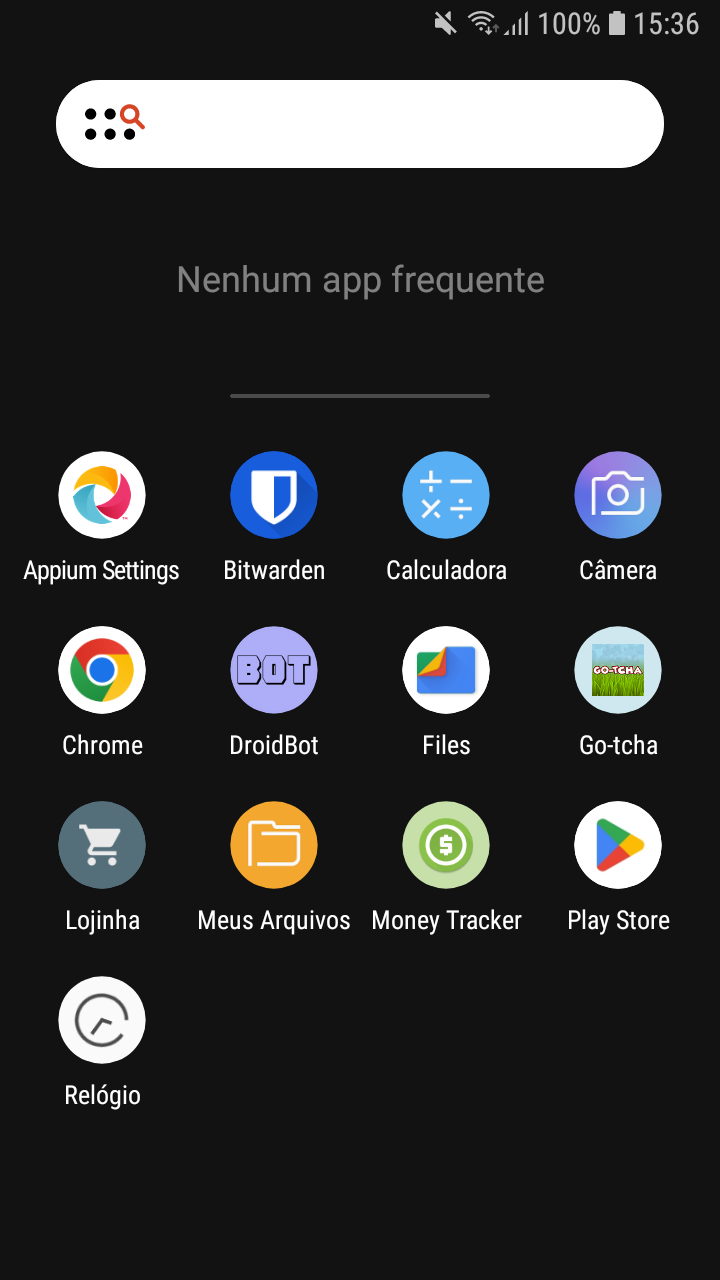 100% 15:36
Nenhum app frequente
Appium Settings Bitwarden Calculadora Câmera
BOT GO-TCHA
Chrome DroidBot Files Go-tcha
Lojinha Meus Arquivos Money Tracker Play Store
Relógio